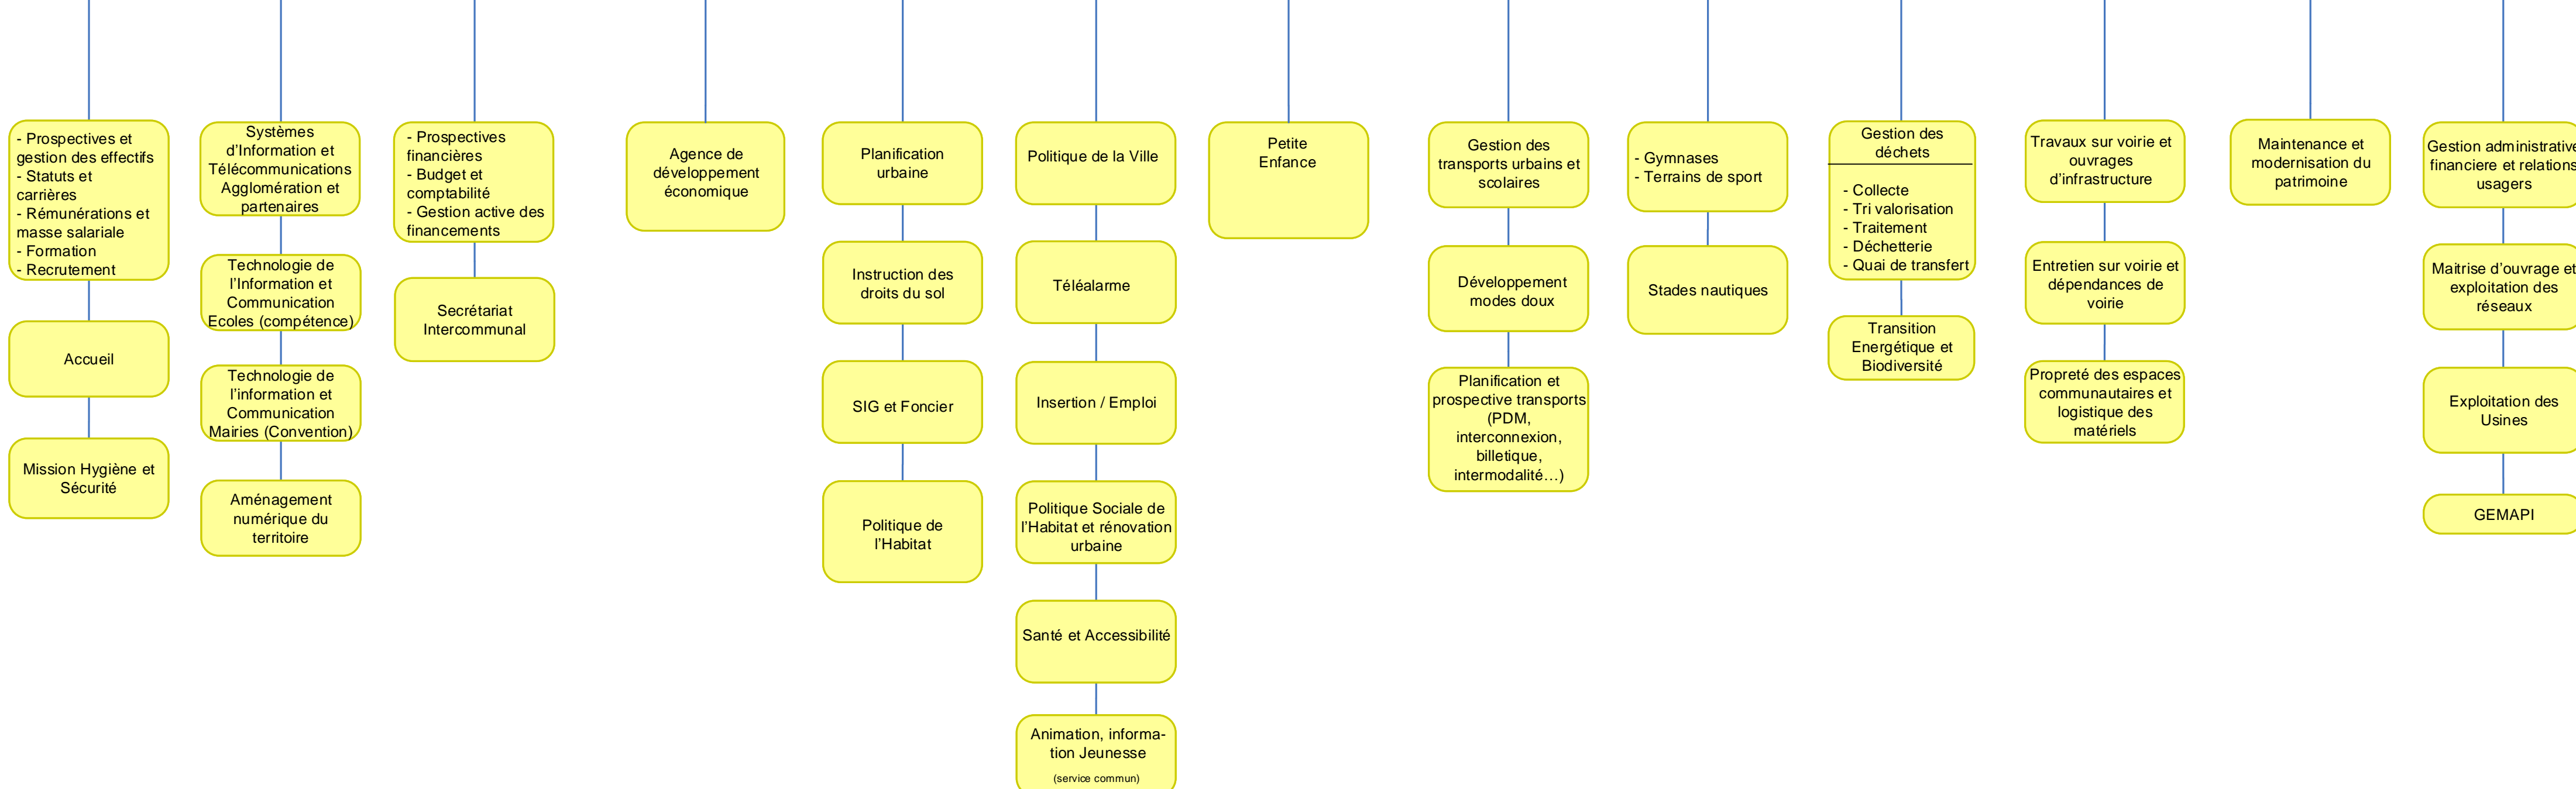 - Prospectives et
gestion des effectifs
- Statuts et
carrières
- Rémunérations et
masse salariale
- Formation
- Recrutement
Accueil
Mission Hygiène et
Sécurité
Systèmes
d’Information et
Télécommunications
Agglomération et
partenaires
Technologie de
l’Information et
Communication
Ecoles (compétence)
Technologie de
l’information et
Communication
Mairies (Convention)
Aménagement
numérique du
territoire
- Prospectives
financières
- Budget et
comptabilité
- Gestion active des
financements
Secrétariat
Intercommunal
Agence de
développement
économique
Planification
urbaine
Instruction des
droits du sol
SIG et Foncier
Politique de
l’Habitat
Politique de la Ville
Téléalarme
Insertion / Emploi
Politique Sociale de
l’Habitat et rénovation
urbaine
Santé et Accessibilité
Animation, informa-
tion Jeunesse
(service commun)
Petite
Enfance
Gestion des
transports urbains et
scolaires
Développement
modes doux
Planification et
prospective transports
(PDM,
interconnexion,
billetique,
intermodalité…)
- Gymnases
- Terrains de sport
Stades nautiques
Gestion des
déchets
- Collecte
- Tri valorisation
- Traitement
- Déchetterie
- Quai de transfert
Transition
Energétique et
Biodiversité
Travaux sur voirie et
ouvrages
d’infrastructure
Entretien sur voirie et
dépendances de
voirie
Propreté des espaces
communautaires et
logistique des
matériels
Maintenance et
modernisation du
patrimoine
Gestion administrative
financiere et relations
usagers
Maitrise d’ouvrage et
exploitation des
réseaux
Exploitation des
Usines
GEMAPI